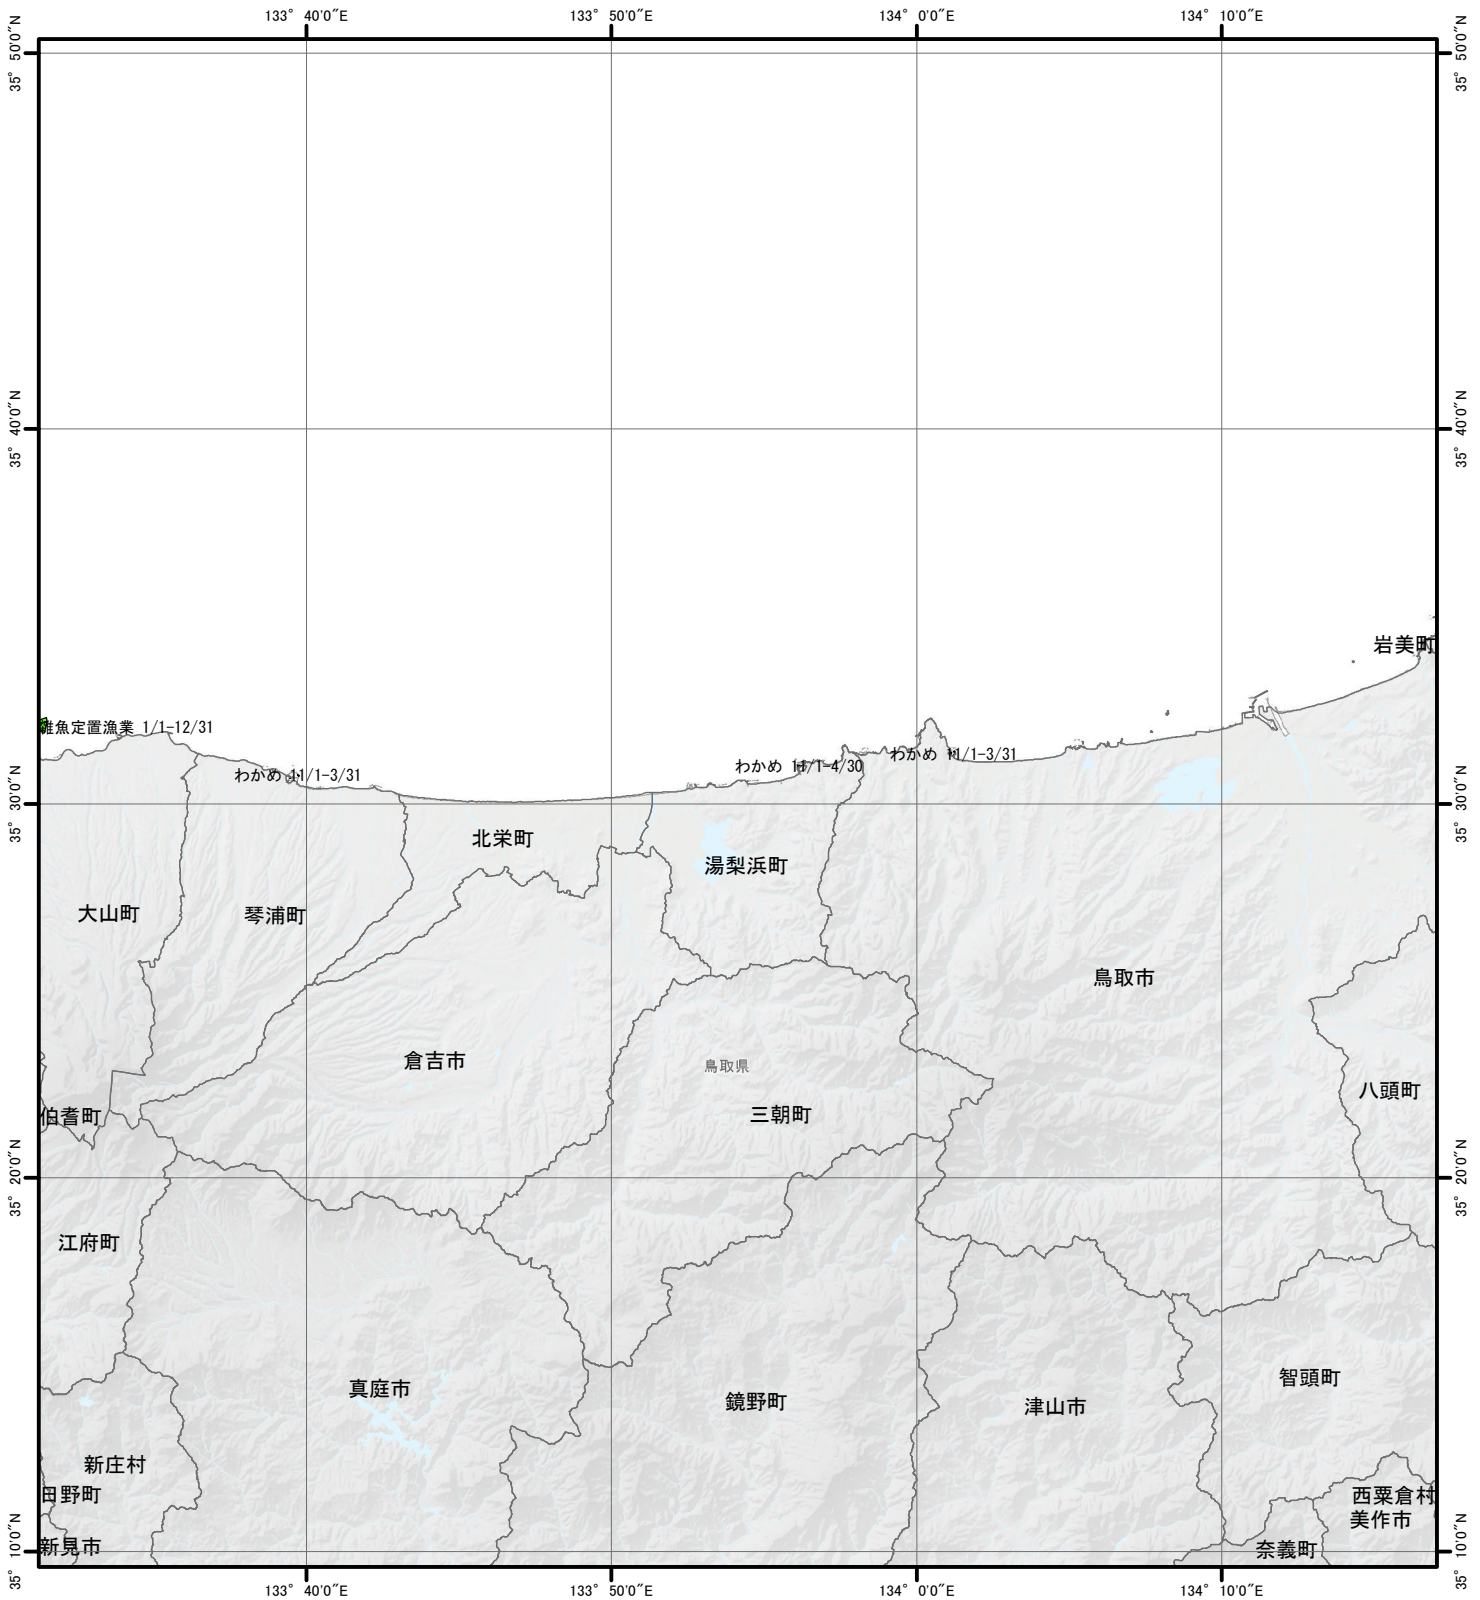 133° 40'0"E
133° 50'0"E
134° 0'0"E
134° 10'0"E
35° 50'0"N
35° 50'0"N
35° 40'0"N
35° 40'0"N
岩美町
雑魚定置漁業 1/1-12/31
わかめ 11/1-3/31
わかめ 11/1-4/30
わかめ 11/1-3/31
35° 30'0"N
35° 30'0"N
北栄町
湯梨浜町
大山町
琴浦町
鳥取市
倉吉市
鳥取県
八頭町
伯耆町
三朝町
35° 20'0"N
35° 20'0"N
江府町
智頭町
真庭市
鏡野町
津山市
新庄村
日野町
西粟倉村
美作市
新見市
奈義町
35° 10'0"N
35° 10'0"N
133° 40'0"E
133° 50'0"E
134° 0'0"E
134° 10'0"E